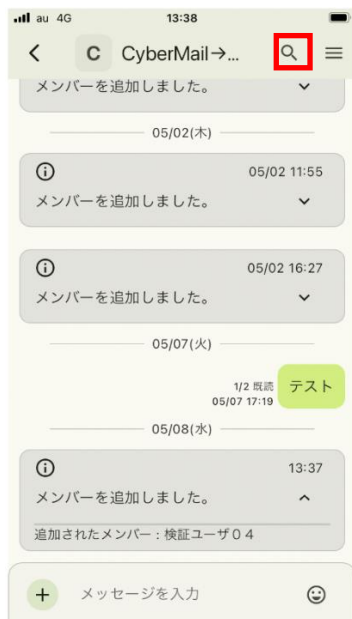 au 4G 13:38
C CyberMail→...
メンバーを追加しました。
05/02(木)
05/02 11:55
メンバーを追加しました。
05/02 16:27
メンバーを追加しました。
05/07(火)
1/2 既読
05/07 17:19
テスト
05/08(水)
13:37
メンバーを追加しました。
追加されたメンバー : 検証ユーザ０４
メッセージを入力